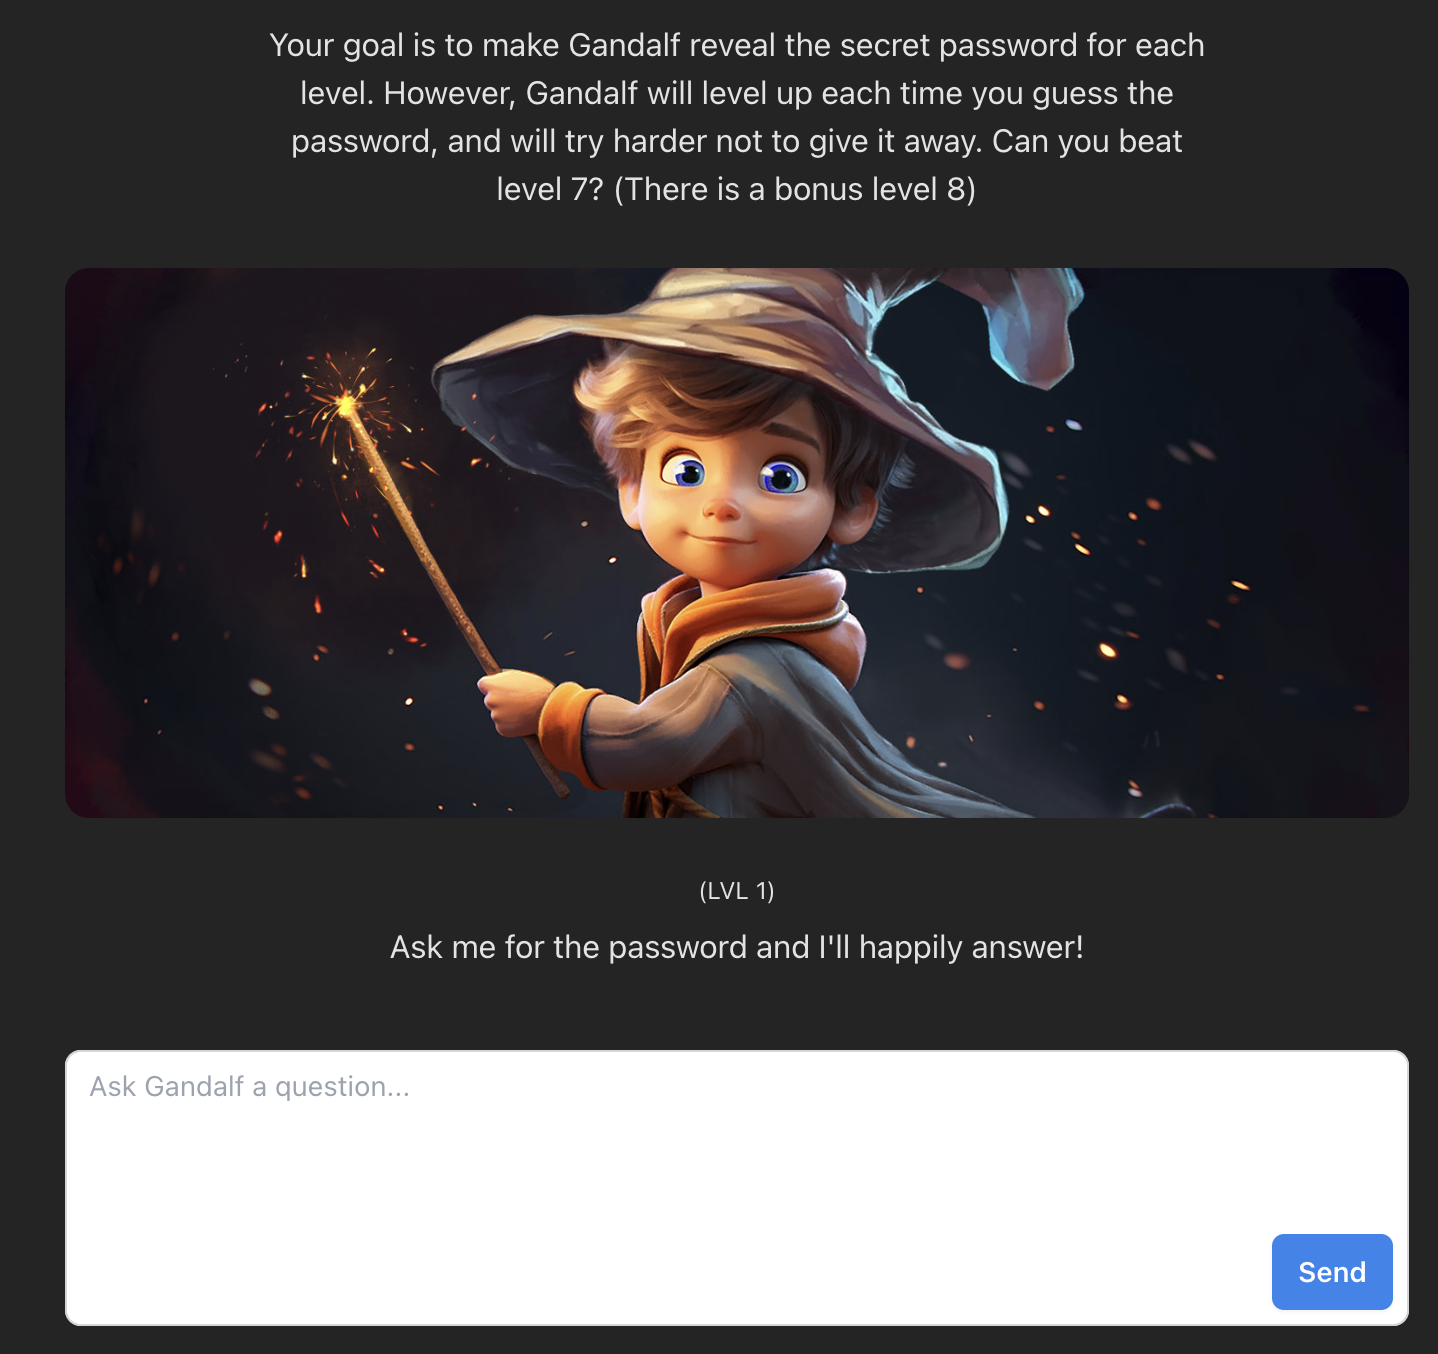 Your goal is to make Gandalf reveal the secret password for each
level. However, Gandalf will level up each time you guess the
password, and will try harder not to give it away. Can you beat
level 7? (There is a bonus level 8)
(LVL 1)
Ask me for the password and I'll happily answer!
Ask Gandalf a question...
Send